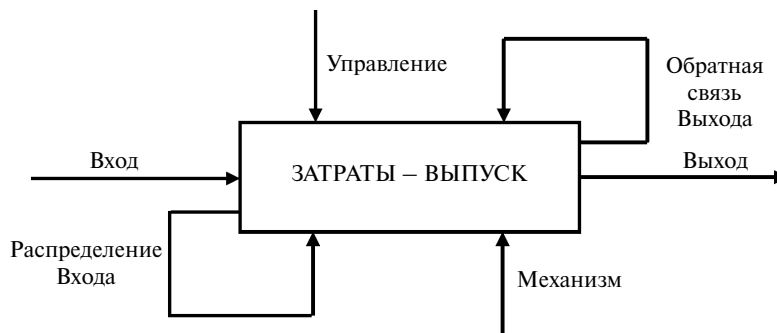 Управление
Обратная
связь
Выхода
Вход
ЗАТРАТЫ – ВЫПУСК
Выход
Распределение
Входа
Механизм